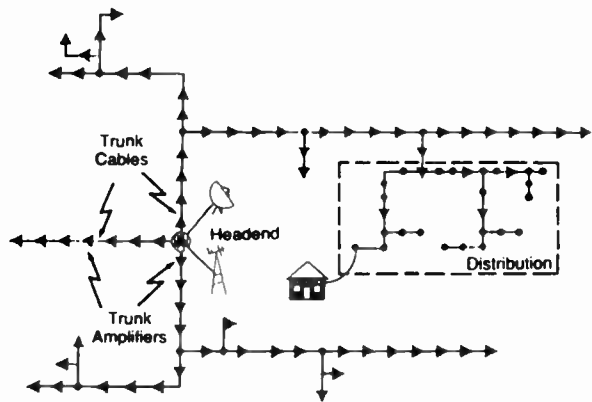 Trunk
Cables
Headend
Distribution
Trunk
Amplifiers